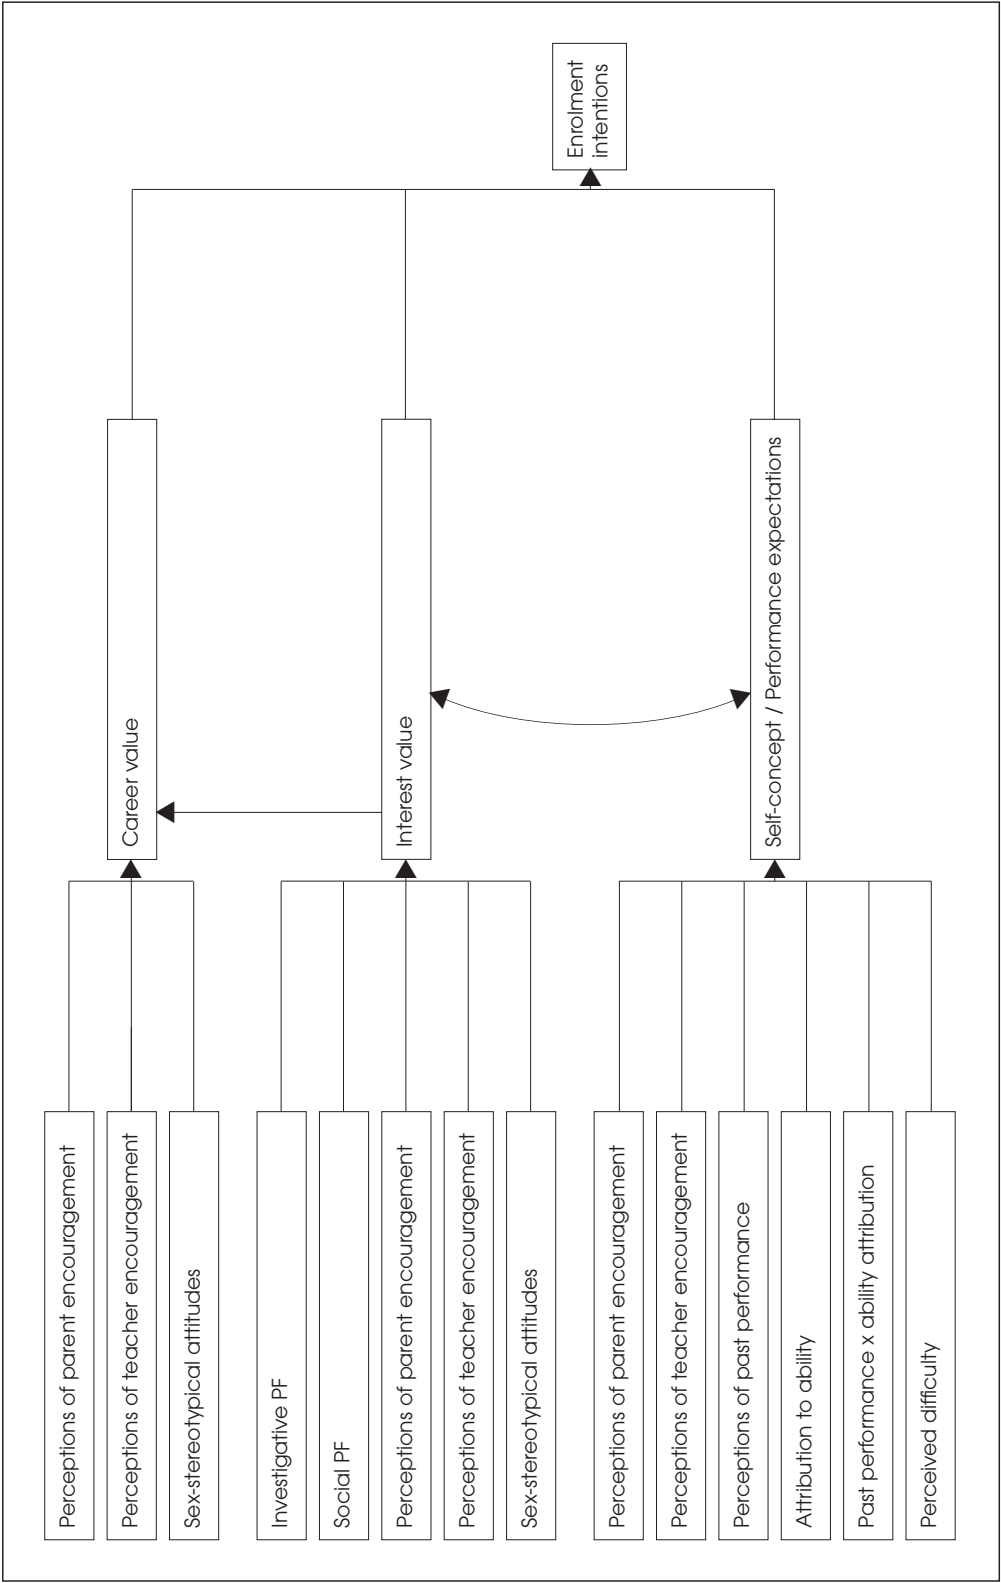 Perceptions of parent encouragement
Perceptions of teacher encouragement
Sex-stereotypical attitudes
Investigative PF
Social PF
Perceptions of parent encouragement
Perceptions of teacher encouragement
Sex-stereotypical attitudes
Perceptions of parent encouragement
Perceptions of teacher encouragement
Perceptions of past performance
Attribution to ability
Past performance x ability attribution
Perceived difficulty
Career value
Interest value
Self-concept / Performance expectations
Enrolment
intentions